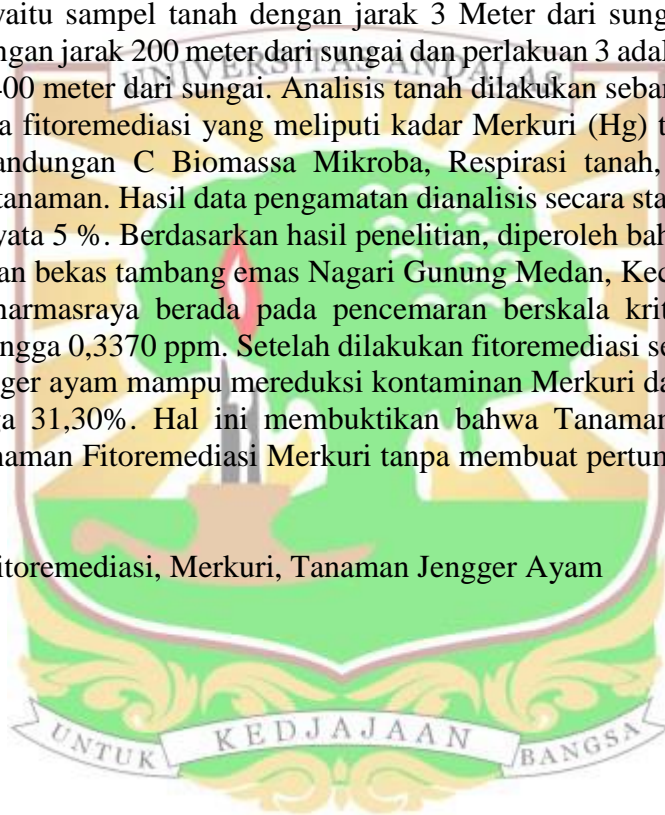 yaitu sampel tanah dengan jarak 3 Meter dari sung
ngan jarak 200 meter dari sungai dan perlakuan 3 adal
400 meter dari sungai. Analisis tanah dilakukan sebar
a fitoremediasi yang meliputi kadar Merkuri (Hg) t
andungan C Biomassa Mikroba, Respirasi tanah,
tanaman. Hasil data pengamatan dianalisis secara sta
yata 5 %. Berdasarkan hasil penelitian, diperoleh bah
an bekas tambang emas Nagari Gunung Medan, Kec
harmasraya berada pada pencemaran berskala krit
ngga 0,3370 ppm. Setelah dilakukan fitoremediasi se
ger ayam mampu mereduksi kontaminan Merkuri da
ga 31,30%. Hal ini membuktikan bahwa Tanaman
naman Fitoremediasi Merkuri tanpa membuat pertun
itoremediasi, Merkuri, Tanaman Jengger Ayam
UNIVERSITAS ANDALAS
UNTUK KEDJAJAAN BANGSA